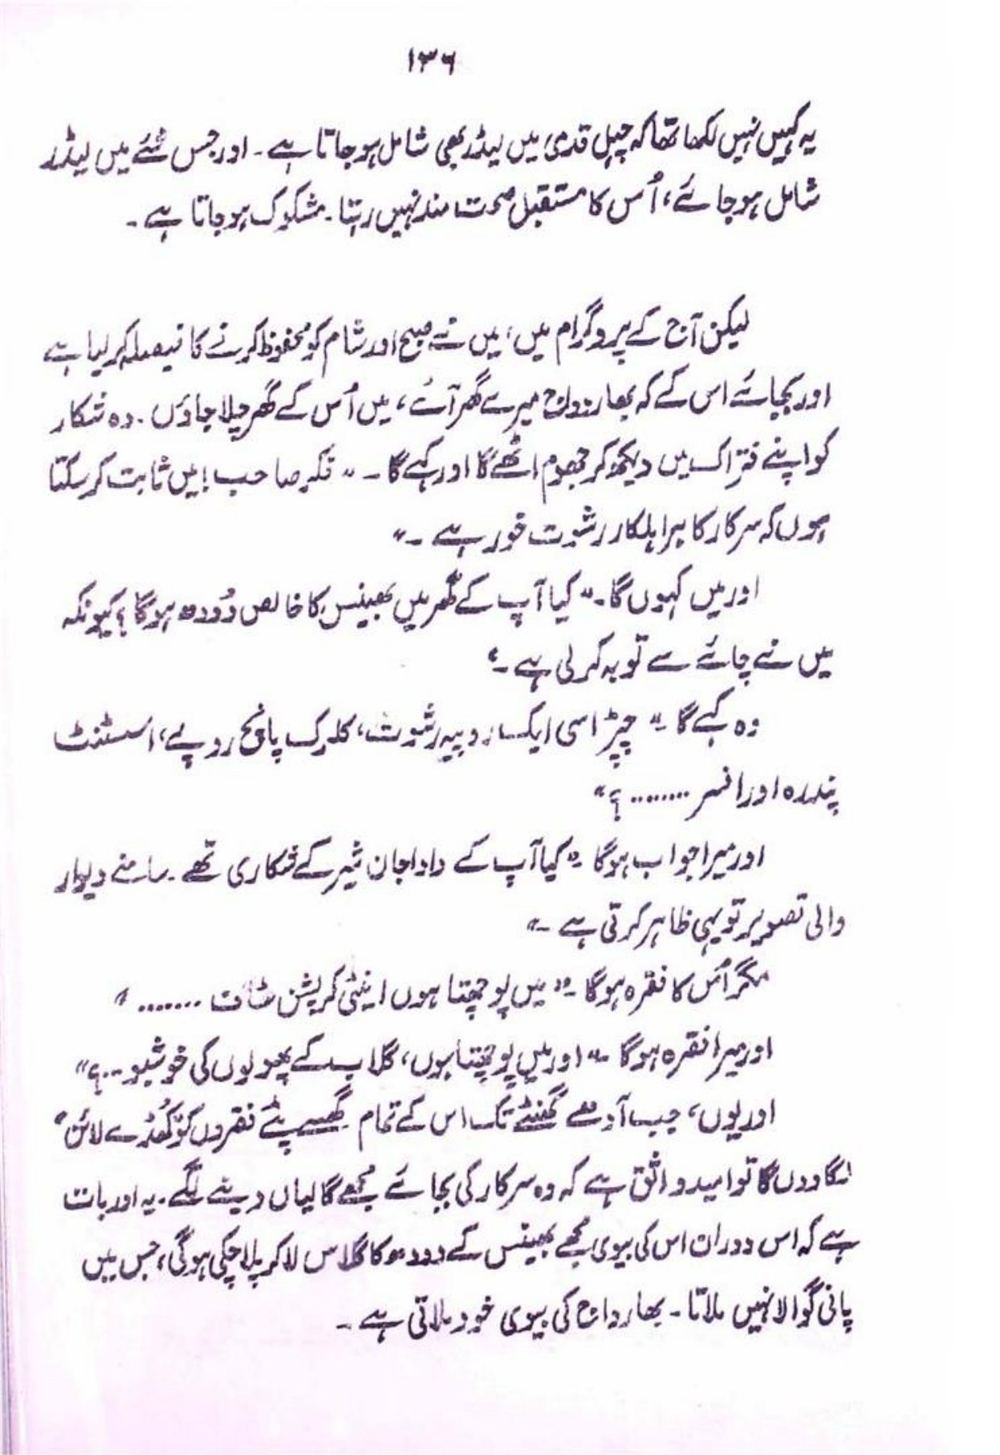 ۱۳۶
یہ کہیں نہیں لکھا تھا کہ چہل قدمی میں لیڈر بھی شامل ہو جاتا ہے۔ اور جس شے میں لیڈر
شامل ہو جائے، اُس کا مستقبل صحت مند نہیں رہتا۔ مشکوک ہو جاتا ہے۔
لیکن آج کے پروگرام میں، میں نے صبح اور شام کو محفوظ کرنے کا فیصلہ کر لیا ہے
اور بجائے اس کے کہ بھاردواج میرے گھر آئے، میں اُس کے گھر چلا جاؤں۔ وہ شکار
کو اپنے فتراک میں دیکھ کر جھوم اٹھے گا اور کہے گا۔ ”فکر صاحب! میں ثابت کر سکتا
ہوں کہ سرکار کا ہر اہلکار رشوت خور ہے۔“
اور میں کہوں گا۔ ”کیا آپ کے گھر میں بھینس کا خالص دُودھ ہوگا؟ کیونکہ
میں نے چائے سے توبہ کر لی ہے۔“
وہ کہے گا ”چپڑاسی ایک روپیہ رشوت، کلرک پانچ روپے، اسسٹنٹ
پندرہ اور افسر ........ ؟“
اور میرا جواب ہوگا ”کیا آپ کے دادا جان شیر کے شکاری تھے۔ سامنے دیوار
والی تصویر تو یہی ظاہر کرتی ہے۔“
مگر اُس کا فقرہ ہوگا۔ ”میں پوچھتا ہوں اینٹی کرپشن سٹاف ....... “
اور میرا فقرہ ہوگا ”اور میں پوچھتا ہوں، گلاب کے پھولوں کی خوشبو ...؟“
اور یوں، جب آدھے گھنٹے تک اس کے تمام گھسے پٹے فقروں کو ”کُھڈے لائن“
لگا دوں گا تو امید واثق ہے کہ وہ سرکار کی بجائے مجھے گالیاں دینے لگے۔ یہ اور بات
ہے کہ اس دوران اس کی بیوی مجھے بھینس کے دودھ کا گلاس لا کر پلا چکی ہوگی، جس میں
پانی گوالا نہیں ملاتا۔ بھاردواج کی بیوی خود ملاتی ہے۔